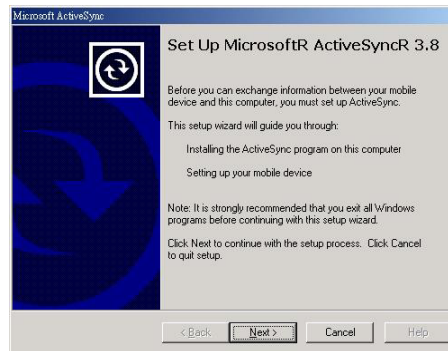 Microsoft ActiveSync
Set Up MicrosoftR ActiveSyncR 3.8
Before you can exchange information between your mobile
device and this computer, you must set up ActiveSync.
This setup wizard will guide you through:
Installing the ActiveSync program on this computer
Setting up your mobile device
Note: It is strongly recommended that you exit all Windows
programs before continuing with this setup wizard.
Click Next to continue with the setup process. Click Cancel
to quit setup.
< Back
Next >
Cancel
Help